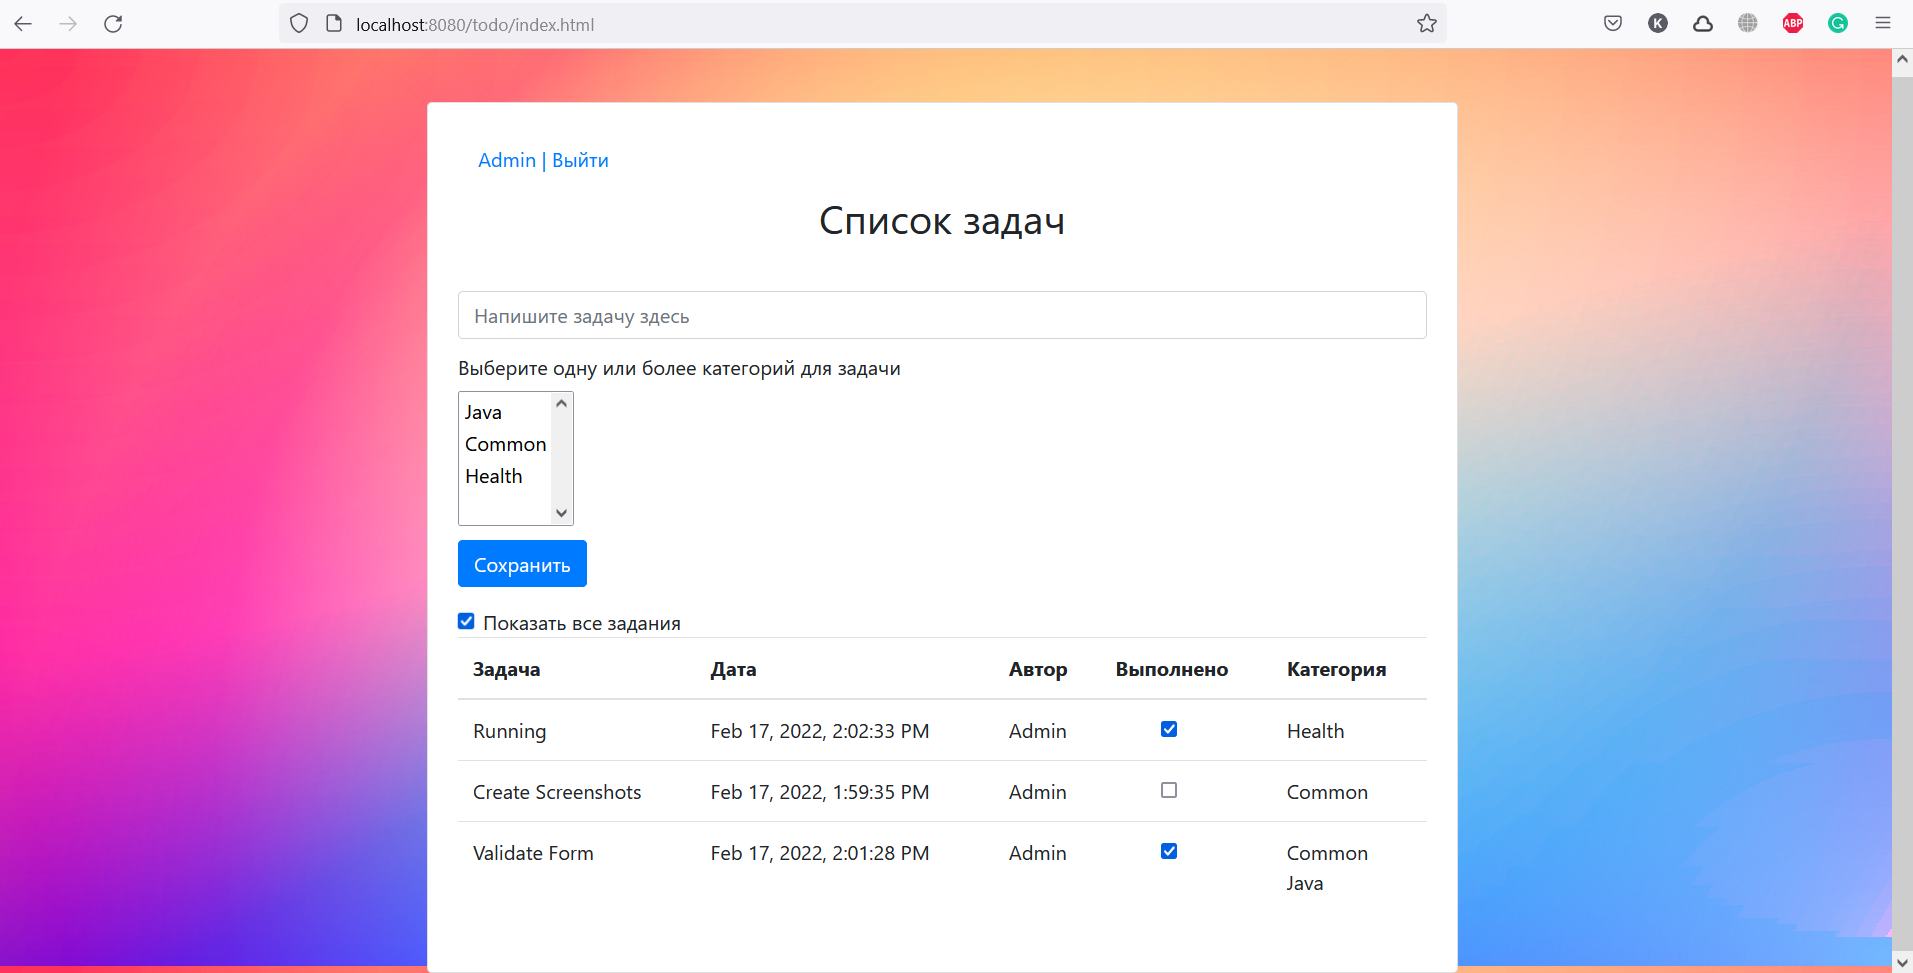 localhost:8080/todo/index.html
K
ABP
G
Admin | Выйти
Список задач
Напишите задачу здесь
Выберите одну или более категорий для задачи
Java
Common
Health
Сохранить
Показать все задания
Задача Дата Автор Выполнено Категория
Running Feb 17, 2022, 2:02:33 PM Admin Health
Create Screenshots Feb 17, 2022, 1:59:35 PM Admin Common
Validate Form Feb 17, 2022, 2:01:28 PM Admin Common
Java